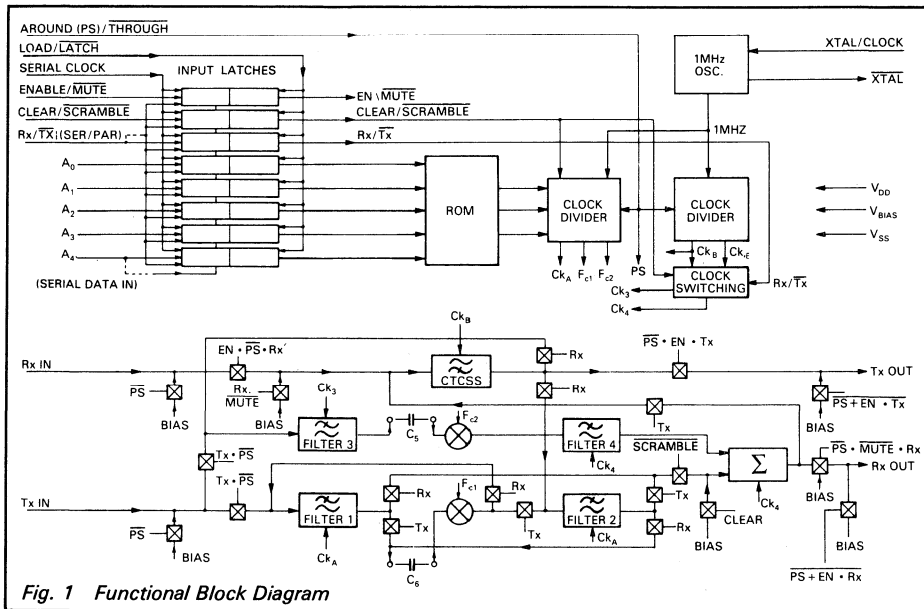 AROUND (PS)/THROUGH
LOAD/LATCH
SERIAL CLOCK
INPUT LATCHES
ENABLE/MUTE
EN\MUTE
CLEAR/SCRAMBLE
CLEAR/SCRAMBLE
Rx/TX (SER/PAR)
Rx/Tx
A0
A1
A2
A3
A4
(SERIAL DATA IN)
ROM
1MHz
OSC.
XTAL/CLOCK
XTAL
1MHZ
CLOCK
DIVIDER
CLOCK
DIVIDER
VDD
VBIAS
VSS
CkA
Fc1
Fc2
PS
CkB
CkE
CLOCK
SWITCHING
Rx/Tx
Ck3
Ck4
CkB
Rx IN
EN • PS • Rx'
PS
BIAS
Rx.
MUTE
BIAS
CTCSS
Rx
Rx
PS • EN • Tx
Tx OUT
PS + EN • Tx
BIAS
Ck3
FILTER 3
C5
Fc2
FILTER 4
Ck4
Tx
SCRAMBLE
Σ
Ck4
PS • MUTE • Rx
Rx OUT
BIAS
BIAS
PS + EN • Rx
Tx • PS
Tx • PS
Tx IN
PS
BIAS
FILTER 1
CkA
Rx
Tx
C6
Fc1
Rx
Tx
FILTER 2
CkA
Tx
Rx
CLEAR
BIAS
Fig. 1 Functional Block Diagram